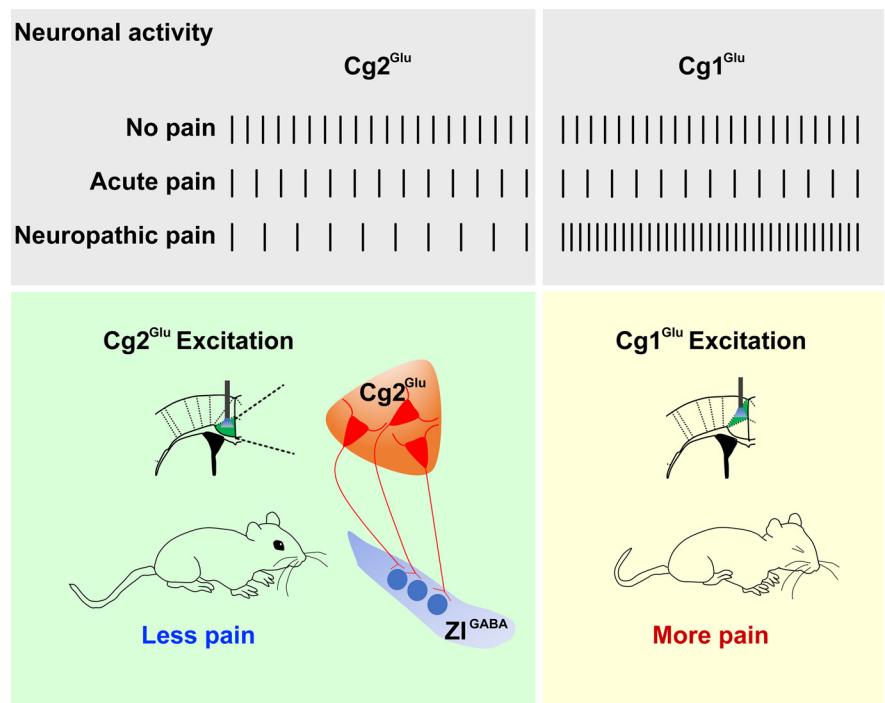 Neuronal activity
Cg2Glu
Cg1Glu
No pain
Acute pain
Neuropathic pain
Cg2Glu Excitation
Cg2Glu
ZIGABA
Less pain
Cg1Glu Excitation
More pain